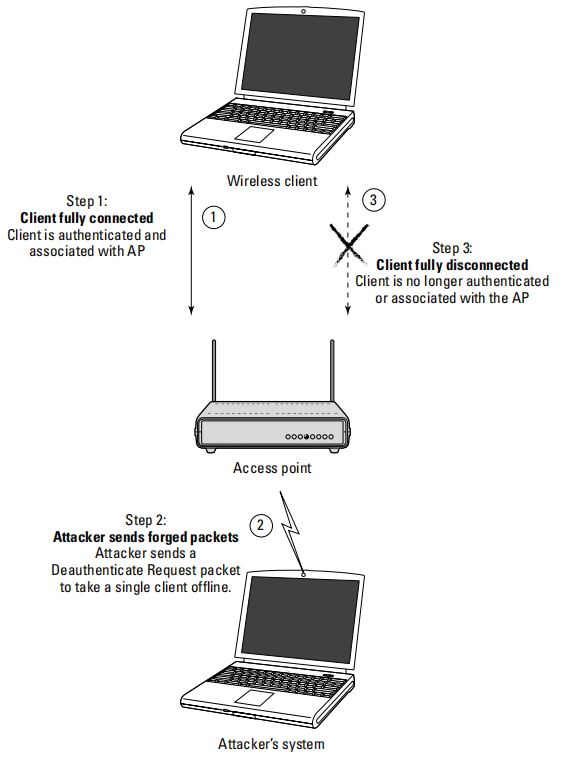 Wireless client
Step 1:
Client fully connected
Client is authenticated and
associated with AP
1
3
Step 3:
Client fully disconnected
Client is no longer authenticated
or associated with the AP
Access point
Step 2:
Attacker sends forged packets
Attacker sends a
Deauthenticate Request packet
to take a single client offline.
2
Attacker's system